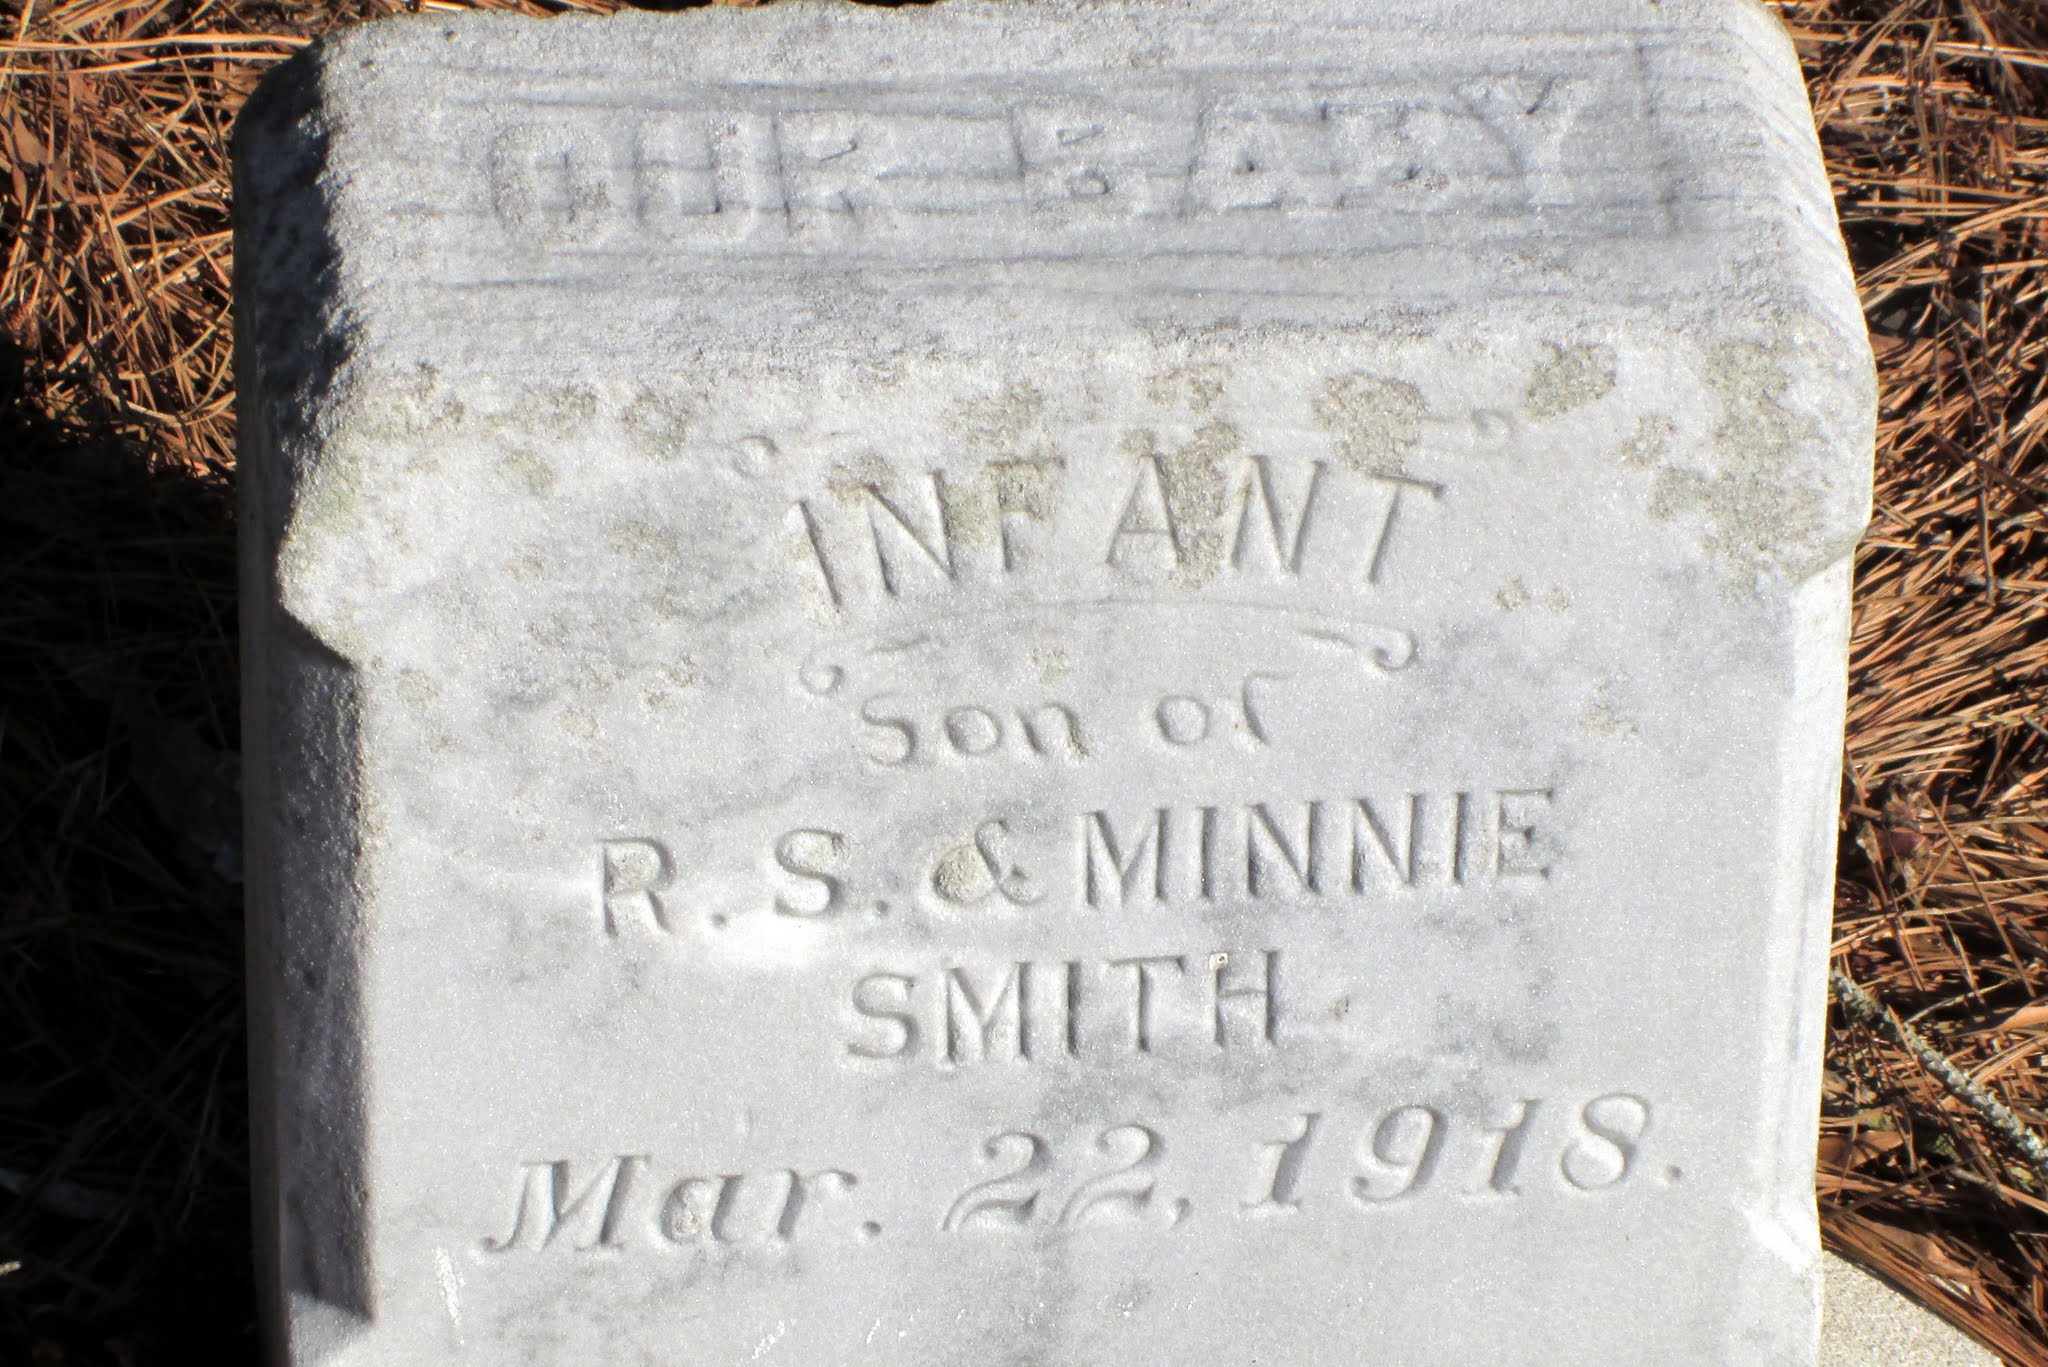 OUR BABY
INFANT
Son of
R. S. & MINNIE
SMITH
Mar. 22, 1918.